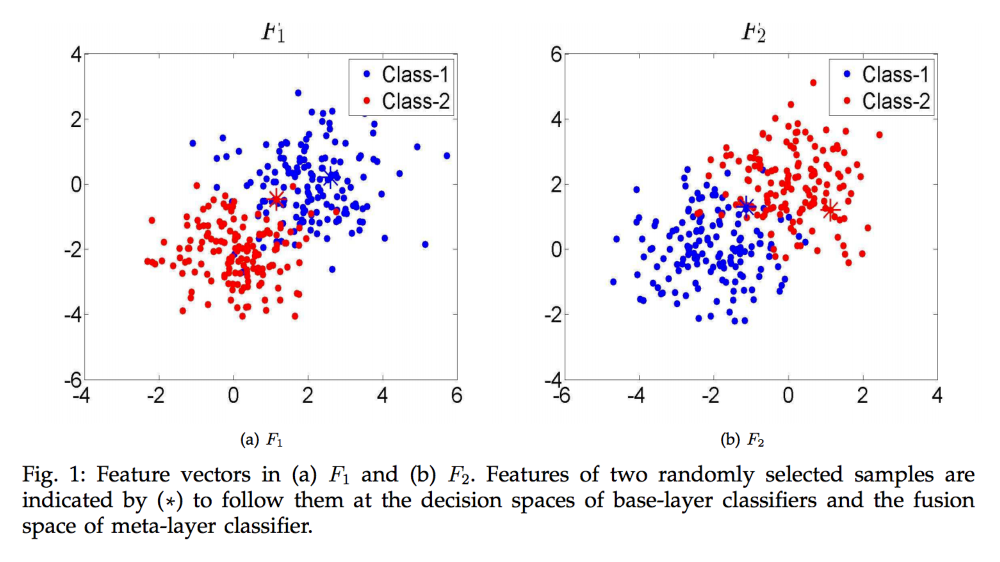 F1
4
2
0
-2
-4
-6
-4
-2
0
2
4
6
Class-1
Class-2
(a) F1
F2
6
4
2
0
-2
-4
-6
-4
-2
0
2
4
Class-1
Class-2
(b) F2
Fig. 1: Feature vectors in (a) F1 and (b) F2. Features of two randomly selected samples are
indicated by (*) to follow them at the decision spaces of base-layer classifiers and the fusion
space of meta-layer classifier.